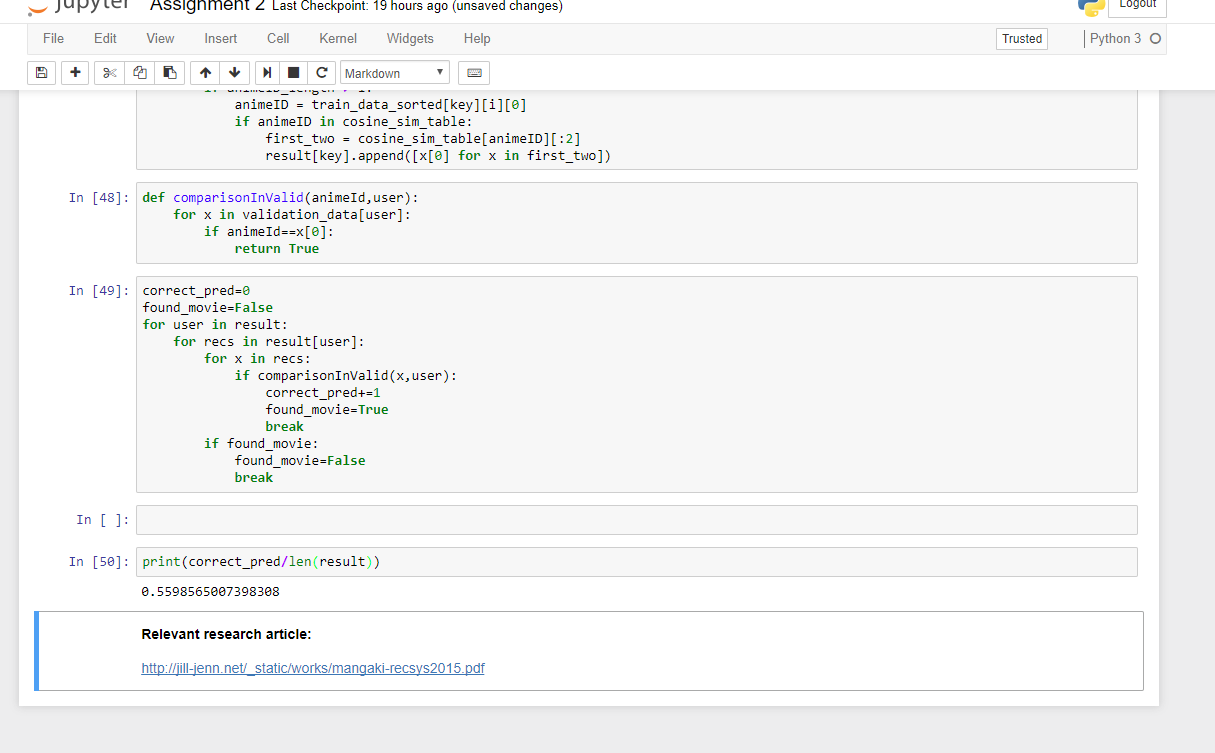 jupyter Assignment 2 Last Checkpoint: 19 hours ago (unsaved changes) Logout
File Edit View Insert Cell Kernel Widgets Help Trusted Python 3
Markdown
animeID = train_data_sorted[key][i][0]
if animeID in cosine_sim_table:
first_two = cosine_sim_table[animeID][:2]
result[key].append([x[0] for x in first_two])
In [48]: def comparisonInValid(animeId,user):
for x in validation_data[user]:
if animeId==x[0]:
return True
In [49]: correct_pred=0
found_movie=False
for user in result:
for recs in result[user]:
for x in recs:
if comparisonInValid(x,user):
correct_pred+=1
found_movie=True
break
if found_movie:
found_movie=False
break
In [ ]:
In [50]: print(correct_pred/len(result))
0.5598565007398308
Relevant research article:
http://jill-jenn.net/_static/works/mangaki-recsys2015.pdf